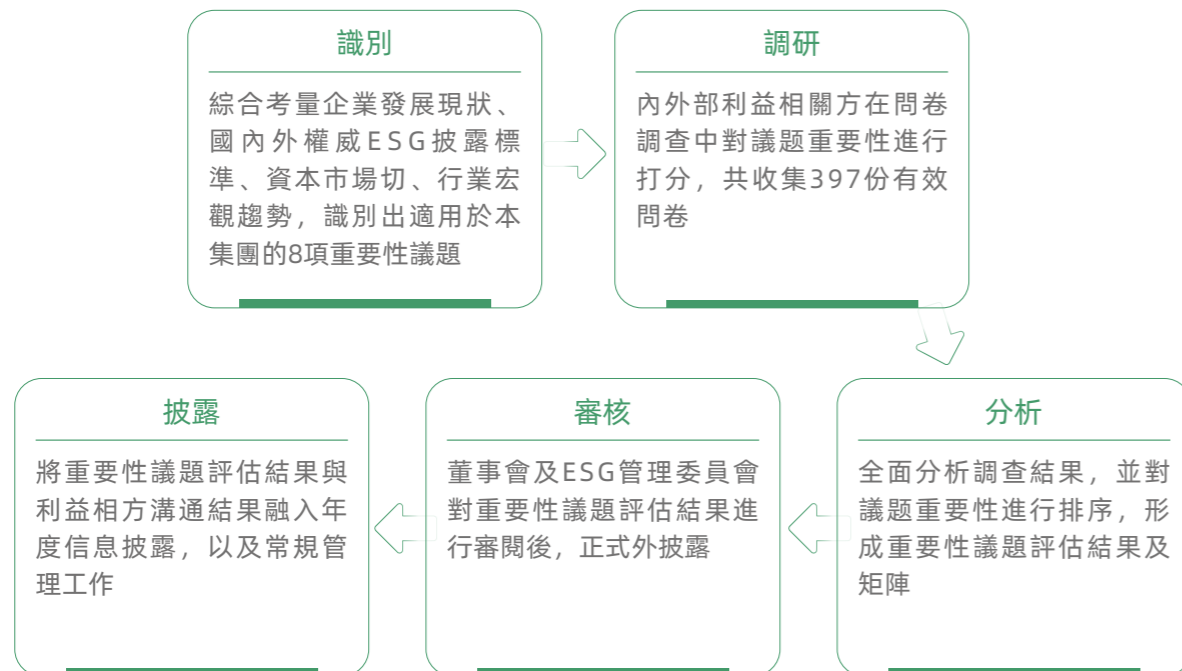 識別
綜合考量企業發展現狀、
國內外權威ESG披露標
準、資本市場切、行業宏
觀趨勢，識別出適用於本
集團的8項重要性議題
調研
內外部利益相關方在問卷
調查中對議题重要性進行
打分，共收集397份有效
問卷
分析
全面分析調查結果，並對
議题重要性進行排序，形
成重要性議題評估結果及
矩陣
審核
董事會及ESG管理委員會
對重要性議題評估結果進
行審閱後，正式外披露
披露
將重要性議題評估結果與
利益相方溝通結果融入年
度信息披露，以及常規管
理工作